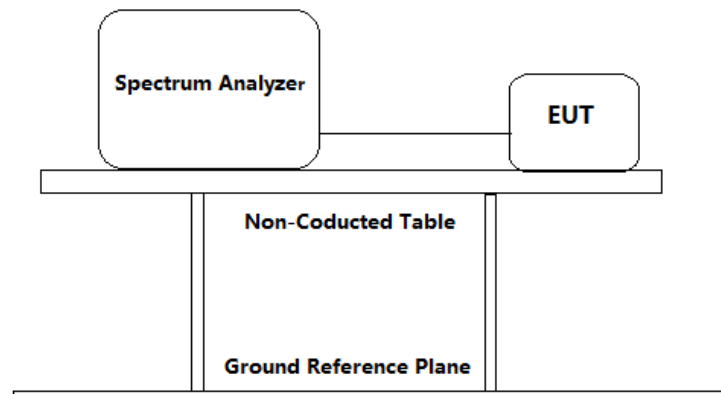 Spectrum Analyzer
EUT
Non-Coducted Table
Ground Reference Plane